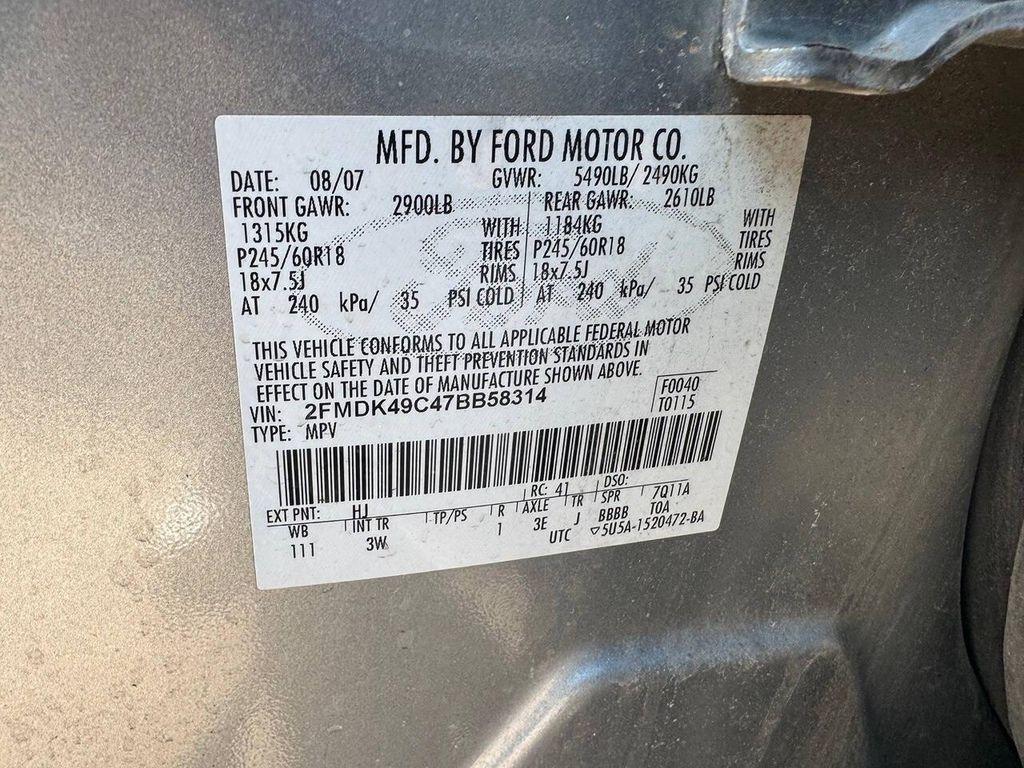 MFD. BY FORD MOTOR CO.
DATE: 08/07 GVWR: 5490LB/ 2490KG
FRONT GAWR: 2900LB REAR GAWR: 2610LB
1315KG WITH 1184KG WITH
P245/60R18 TIRES P245/60R18 TIRES
18x7.5J RIMS 18x7.5J RIMS
AT 240 kPa/ 35 PSI COLD AT 240 kPa/ 35 PSI COLD
THIS VEHICLE CONFORMS TO ALL APPLICABLE FEDERAL MOTOR
VEHICLE SAFETY AND THEFT PREVENTION STANDARDS IN
EFFECT ON THE DATE OF MANUFACTURE SHOWN ABOVE.
VIN: 2FMDK49C47BB58314 F0040
TYPE: MPV T0115
EXT PNT: HJ RC: 41 DSO:
WB INT TR TP/PS R AXLE TR SPR 7Q11A
111 3W 1 3E J BBBB TOA
UTC ▽5U5A-1520472-BA